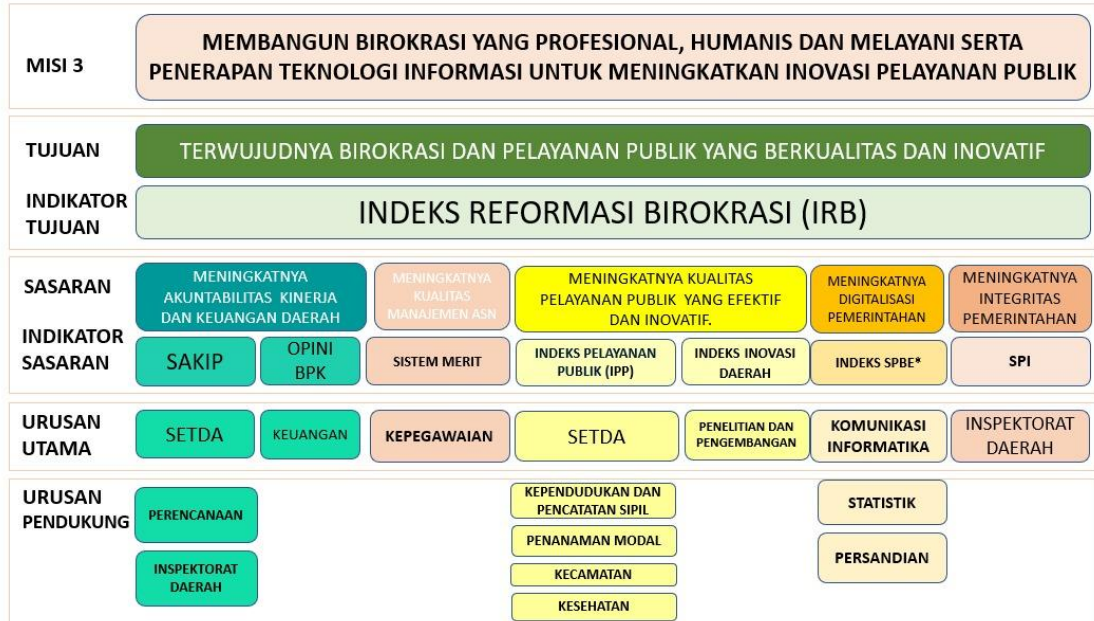 MISI 3
MEMBANGUN BIROKRASI YANG PROFESIONAL, HUMANIS DAN MELAYANI SERTA
PENERAPAN TEKNOLOGI INFORMASI UNTUK MENINGKATKAN INOVASI PELAYANAN PUBLIK
TUJUAN
TERWUJUDNYA BIROKRASI DAN PELAYANAN PUBLIK YANG BERKUALITAS DAN INOVATIF
INDIKATOR
TUJUAN
INDEKS REFORMASI BIROKRASI (IRB)
SASARAN
MENINGKATNYA
AKUNTABILITAS KINERJA
DAN KEUANGAN DAERAH
MENINGKATNYA
KUALITAS
MANAJEMEN ASN
MENINGKATNYA KUALITAS
PELAYANAN PUBLIK YANG EFEKTIF
DAN INOVATIF.
MENINGKATNYA
DIGITALISASI
PEMERINTAHAN
MENINGKATNYA
INTEGRITAS
PEMERINTAHAN
INDIKATOR
SASARAN
SAKIP
OPINI
BPK
SISTEM MERIT
INDEKS PELAYANAN
PUBLIK (IPP)
INDEKS INOVASI
DAERAH
INDEKS SPBE*
SPI
URUSAN
UTAMA
SETDA
KEUANGAN
KEPEGAWAIAN
SETDA
PENELITIAN DAN
PENGEMBANGAN
KOMUNIKASI
INFORMATIKA
INSPEKTORAT
DAERAH
URUSAN
PENDUKUNG
PERENCANAAN
INSPEKTORAT
DAERAH
KEPENDUDUKAN DAN
PENCATATAN SIPIL
PENANAMAN MODAL
KECAMATAN
KESEHATAN
STATISTIK
PERSANDIAN